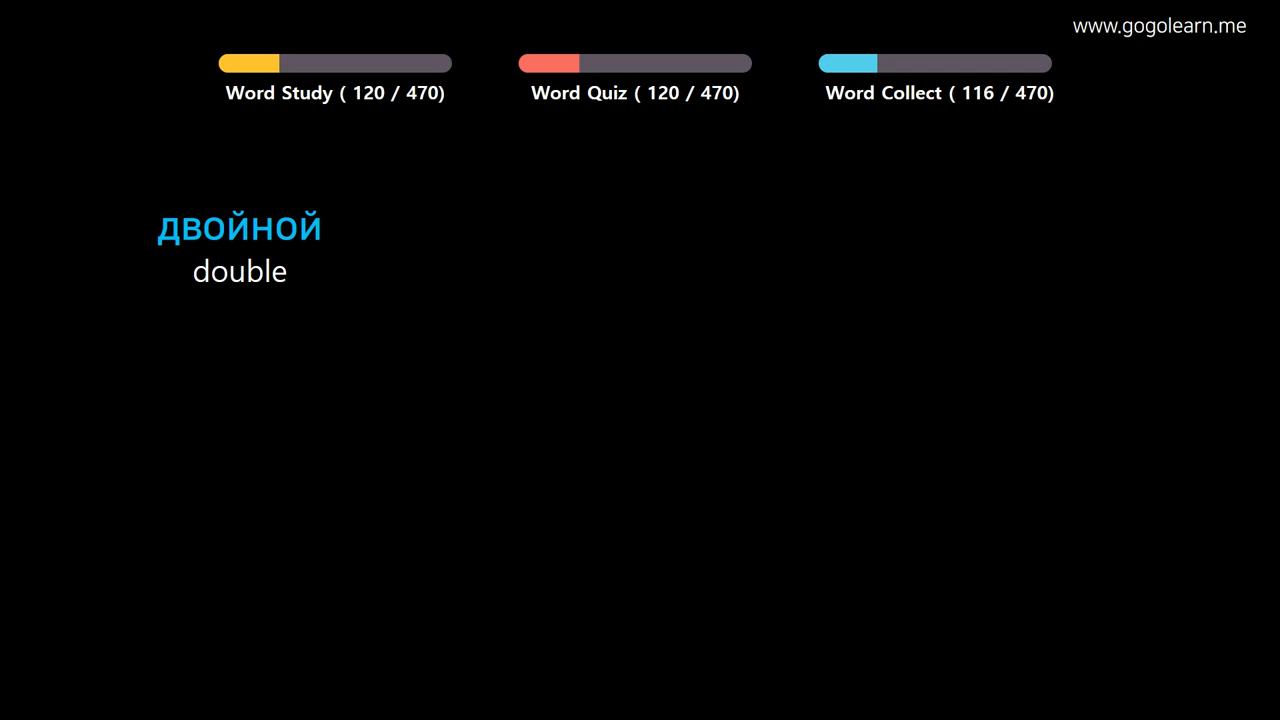 www.gogolearn.me
Word Study ( 120 / 470)
Word Quiz ( 120 / 470)
Word Collect ( 116 / 470)
двойной
double